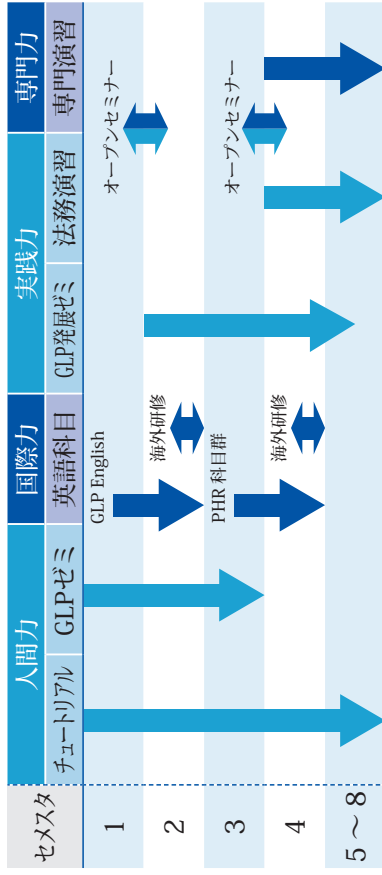 セメスタ
人間力
国際力
実践力
専門力
チュートリアル
GLPゼミ
英語科目
GLP発展ゼミ
法務演習
専門演習
1
GLP English
オープンセミナー
2
海外研修
3
PHR 科目群
オープンセミナー
4
海外研修
5～8